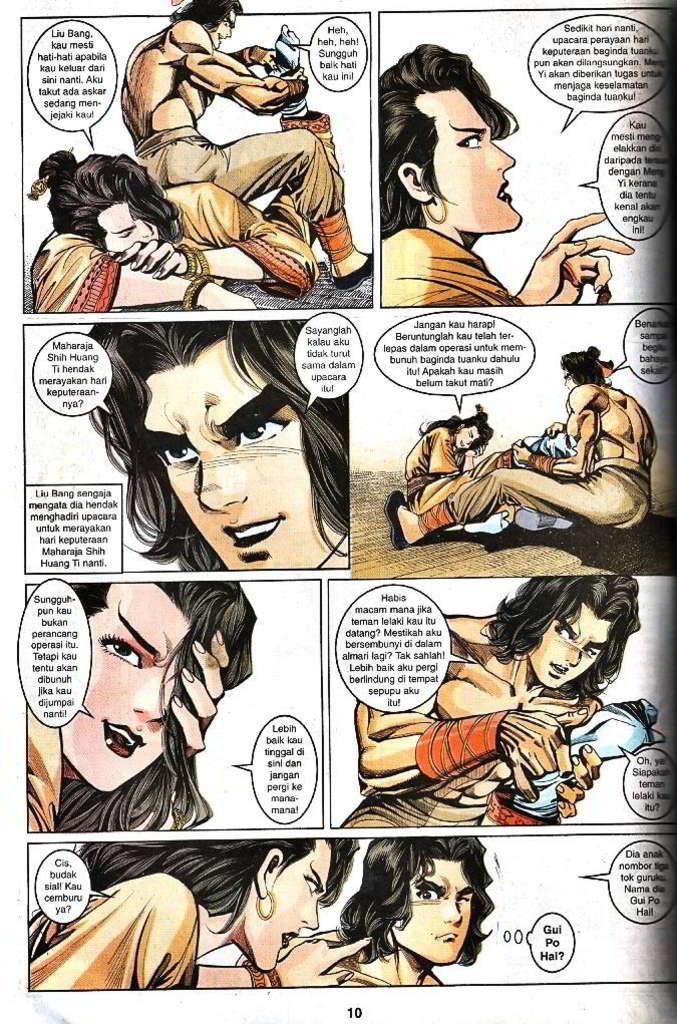 Liu Bang,
kau mesti
hati-hati apabila
kau keluar dari
sini nanti. Aku
takut ada askar
sedang men-
jejaki kau!
Heh,
heh, heh!
Sungguh
baik hati
kau ini!
Sedikit hari nanti,
upacara perayaan hari
keputeraan baginda tuanku
pun akan dilangsungkan. Meng
Yi akan diberikan tugas untuk
menjaga keselamatan
baginda tuanku!
Kau
mesti meng-
elakkan diri
daripada
dengan Meng
Yi kerana
dia tentu
kenal akan
engkau
ini!
Maharaja
Shih Huang
Ti hendak
merayakan hari
keputeraan-
nya?
Sayanglah
kalau aku
tidak turut
sama dalam
upacara
itu!
Liu Bang sengaja
mengata dia hendak
menghadiri upacara
untuk merayakan
hari keputeraan
Maharaja Shih
Huang Ti nanti.
Jangan kau harap!
Beruntunglah kau telah ter-
lepas dalam operasi untuk mem-
bunuh baginda tuanku dahulu
itu! Apakah kau masih
belum takut mati?
sampai
begitu
bahaya
sekali?
Sungguh-
pun kau
bukan
perancang
operasi itu.
Tetapi kau
tentu akan
dibunuh
jika kau
dijumpai
nanti!
Lebih
baik kau
tinggal di
sini dan
jangan
pergi ke
mana-
mana!
Habis
macam mana jika
teman lelaki kau itu
datang? Mestikah aku
bersembunyi di dalam
almari lagi? Tak sahlah!
Lebih baik aku pergi
berlindung di tempat
sepupu aku
itu!
Oh, ya!
Siapakah
teman
lelaki kau
itu?
Cis,
budak
sial! Kau
cemburu
ya?
Dia anak
nombor tiga
tok guruku.
Nama dia
Gui Po
Hai!
Gui
Po
Hai?
10